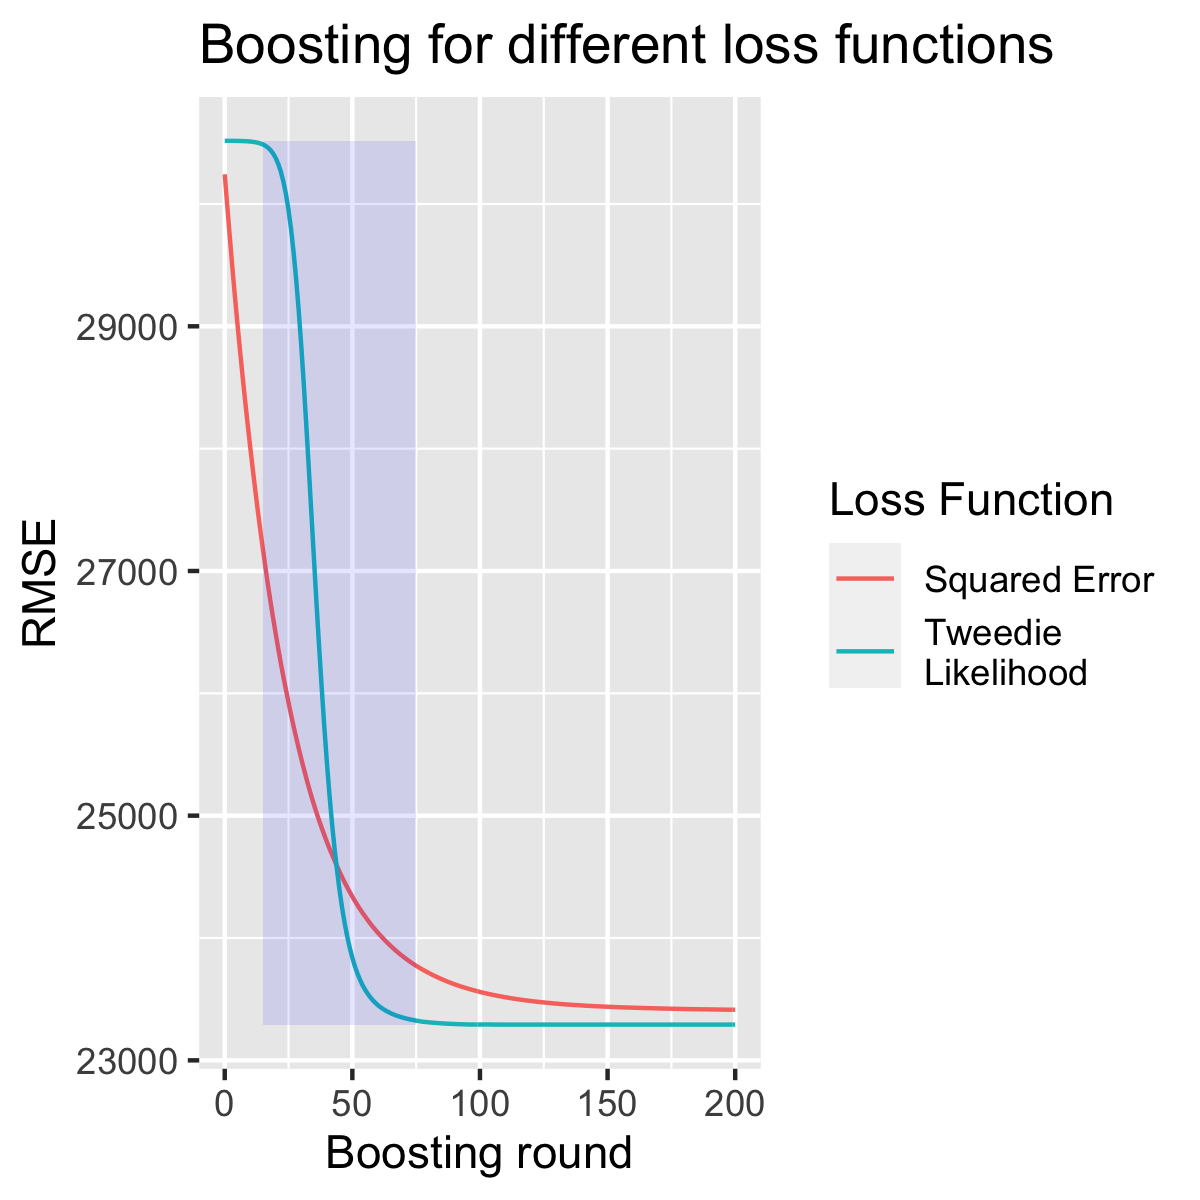 Boosting for different loss functions
RMSE
29000
27000
25000
23000
0 50 100 150 200
Boosting round
Loss Function
Squared Error
Tweedie
Likelihood